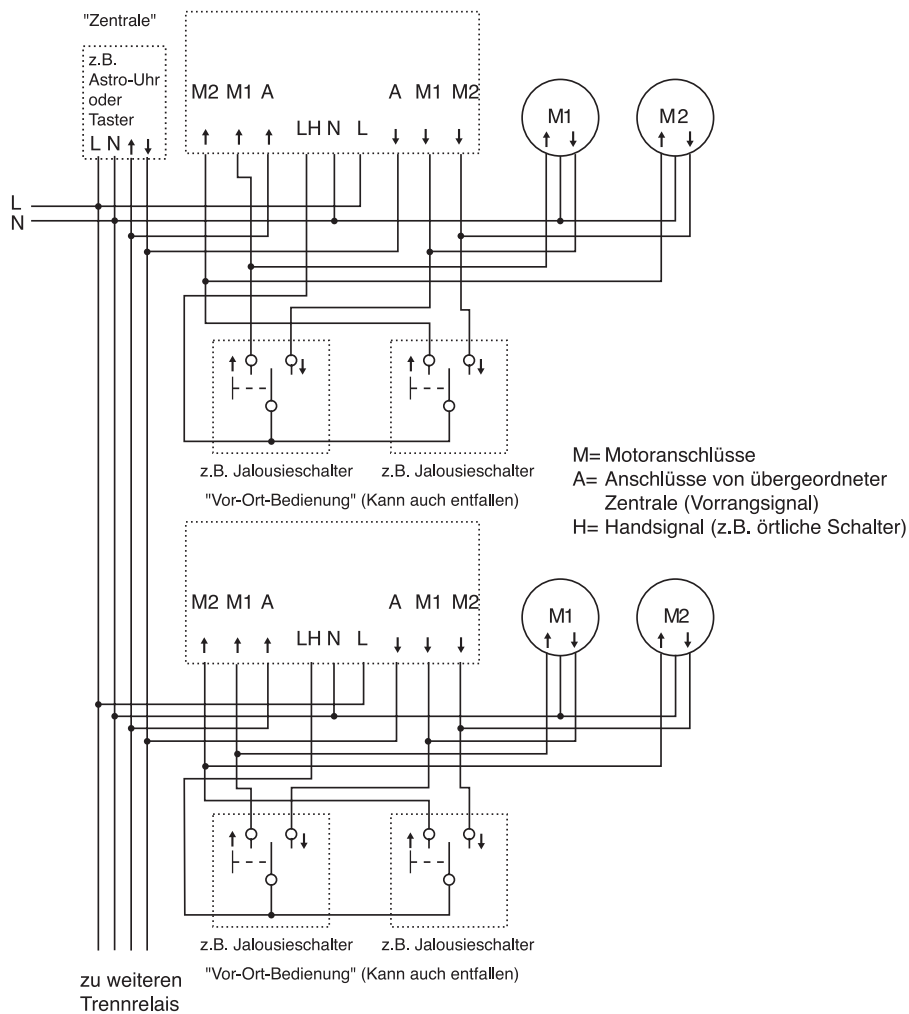 "Zentrale"
z.B.
Astro-Uhr
oder
Taster
L N ↑ ↓
M2 M1 A A M1 M2
LH N L
↑ ↑ ↑ ↓ ↓ ↓
M1 M2
↑ ↓ ↑ ↓
L
N
↑ ↓ ↑ ↓
z.B. Jalousieschalter z.B. Jalousieschalter
"Vor-Ort-Bedienung" (Kann auch entfallen)
M= Motoranschlüsse
A= Anschlüsse von übergeordneter
Zentrale (Vorrangsignal)
H= Handsignal (z.B. örtliche Schalter)
M2 M1 A A M1 M2
LH N L
↑ ↑ ↑ ↓ ↓ ↓
M1 M2
↑ ↓ ↑ ↓
↑ ↓ ↑ ↓
z.B. Jalousieschalter z.B. Jalousieschalter
"Vor-Ort-Bedienung" (Kann auch entfallen)
zu weiteren
Trennrelais